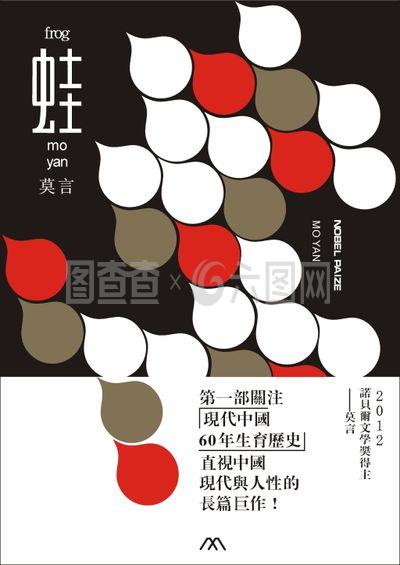 frog
蛙
mo
yan
莫言
NOBEL PAIZE
MO YAN
图查查 × 六图网
第一部關注
「現代中國
60年生育歷史」
直視中國
現代與人性的
長篇巨作！
2012
諾貝爾文學獎得主
——莫言